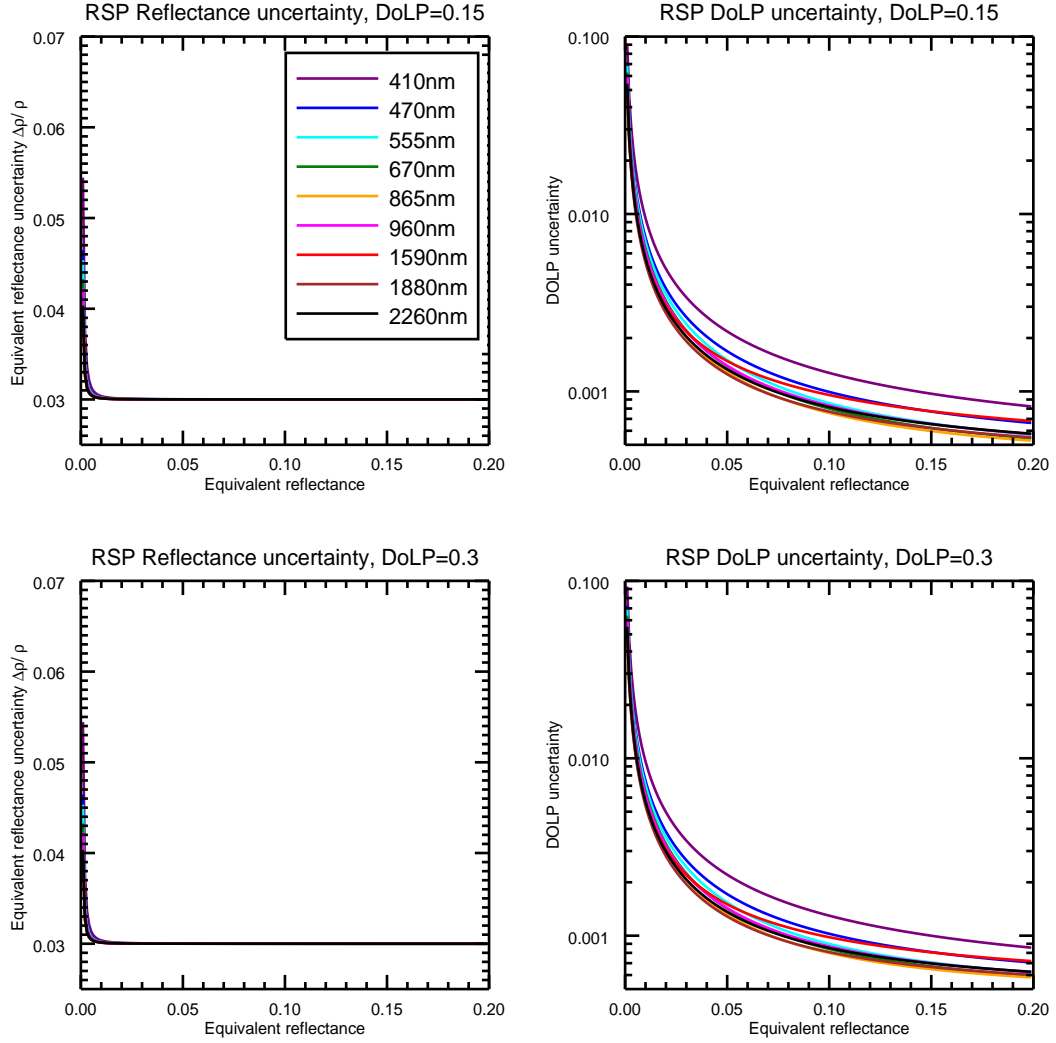 RSP Reflectance uncertainty, DoLP=0.15
0.07
0.06
0.05
0.04
0.03
Equivalent reflectance uncertainty Δρ/ ρ
410nm
470nm
555nm
670nm
865nm
960nm
1590nm
1880nm
2260nm
0.00 0.05 0.10 0.15 0.20
Equivalent reflectance
RSP DoLP uncertainty, DoLP=0.15
0.100
0.010
0.001
DOLP uncertainty
0.00 0.05 0.10 0.15 0.20
Equivalent reflectance
RSP Reflectance uncertainty, DoLP=0.3
0.07
0.06
0.05
0.04
0.03
Equivalent reflectance uncertainty Δρ/ ρ
0.00 0.05 0.10 0.15 0.20
Equivalent reflectance
RSP DoLP uncertainty, DoLP=0.3
0.100
0.010
0.001
DOLP uncertainty
0.00 0.05 0.10 0.15 0.20
Equivalent reflectance